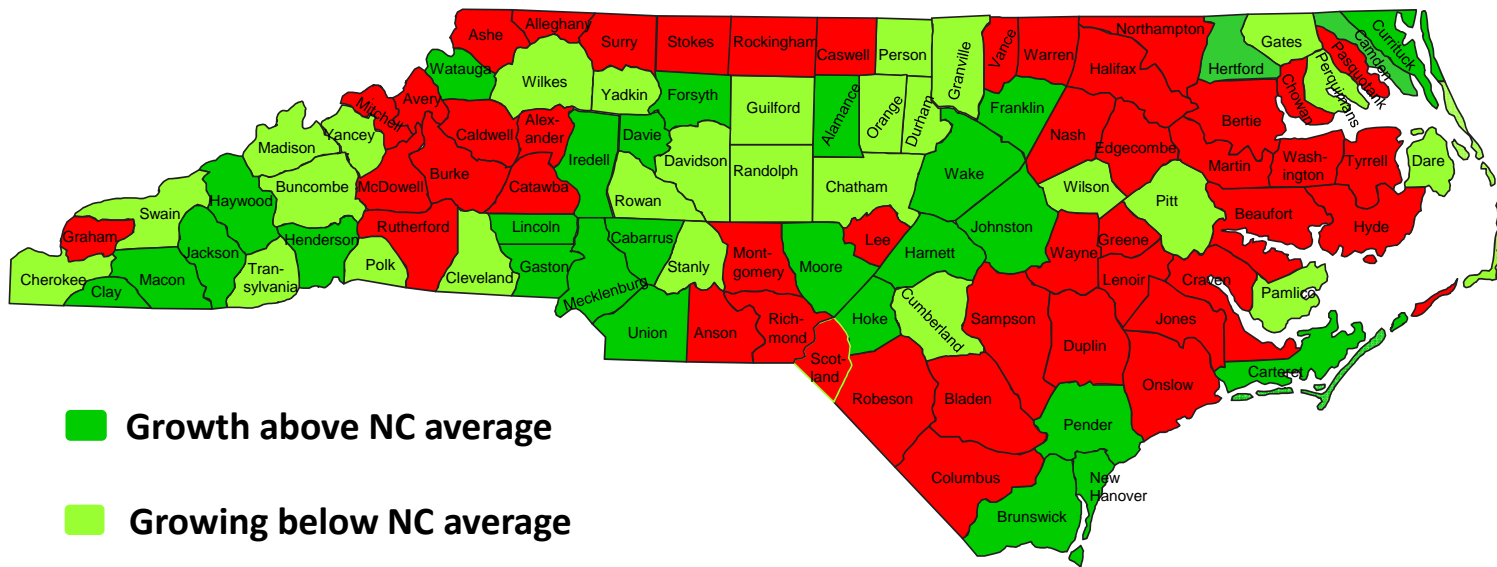 Ashe
Alleghany
Surry
Stokes
Rockingham
Caswell
Person
Granville
Vance
Warren
Northampton
Halifax
Hertford
Gates
Pasquotank
Camden
Currituck
Perquimans
Chowan
Watauga
Wilkes
Yadkin
Forsyth
Guilford
Alamance
Orange
Durham
Franklin
Nash
Edgecombe
Bertie
Martin
Wash-
ington
Tyrrell
Dare
Mitchell
Avery
Yancey
Madison
Caldwell
Alex-
ander
Iredell
Davie
Davidson
Randolph
Chatham
Wake
Wilson
Pitt
Beaufort
Hyde
Buncombe
McDowell
Burke
Catawba
Rowan
Haywood
Swain
Graham
Jackson
Henderson
Rutherford
Lincoln
Cabarrus
Lee
Johnston
Wayne
Greene
Cherokee
Clay
Macon
Tran-
sylvania
Polk
Cleveland
Gaston
Mecklenburg
Stanly
Mont-
gomery
Moore
Harnett
Lenoir
Craven
Pamlico
Union
Anson
Rich-
mond
Hoke
Cumberland
Sampson
Duplin
Jones
Carteret
Scot-
land
Robeson
Bladen
Onslow
Pender
Columbus
New
Hanover
Brunswick
Growth above NC average
Growing below NC average